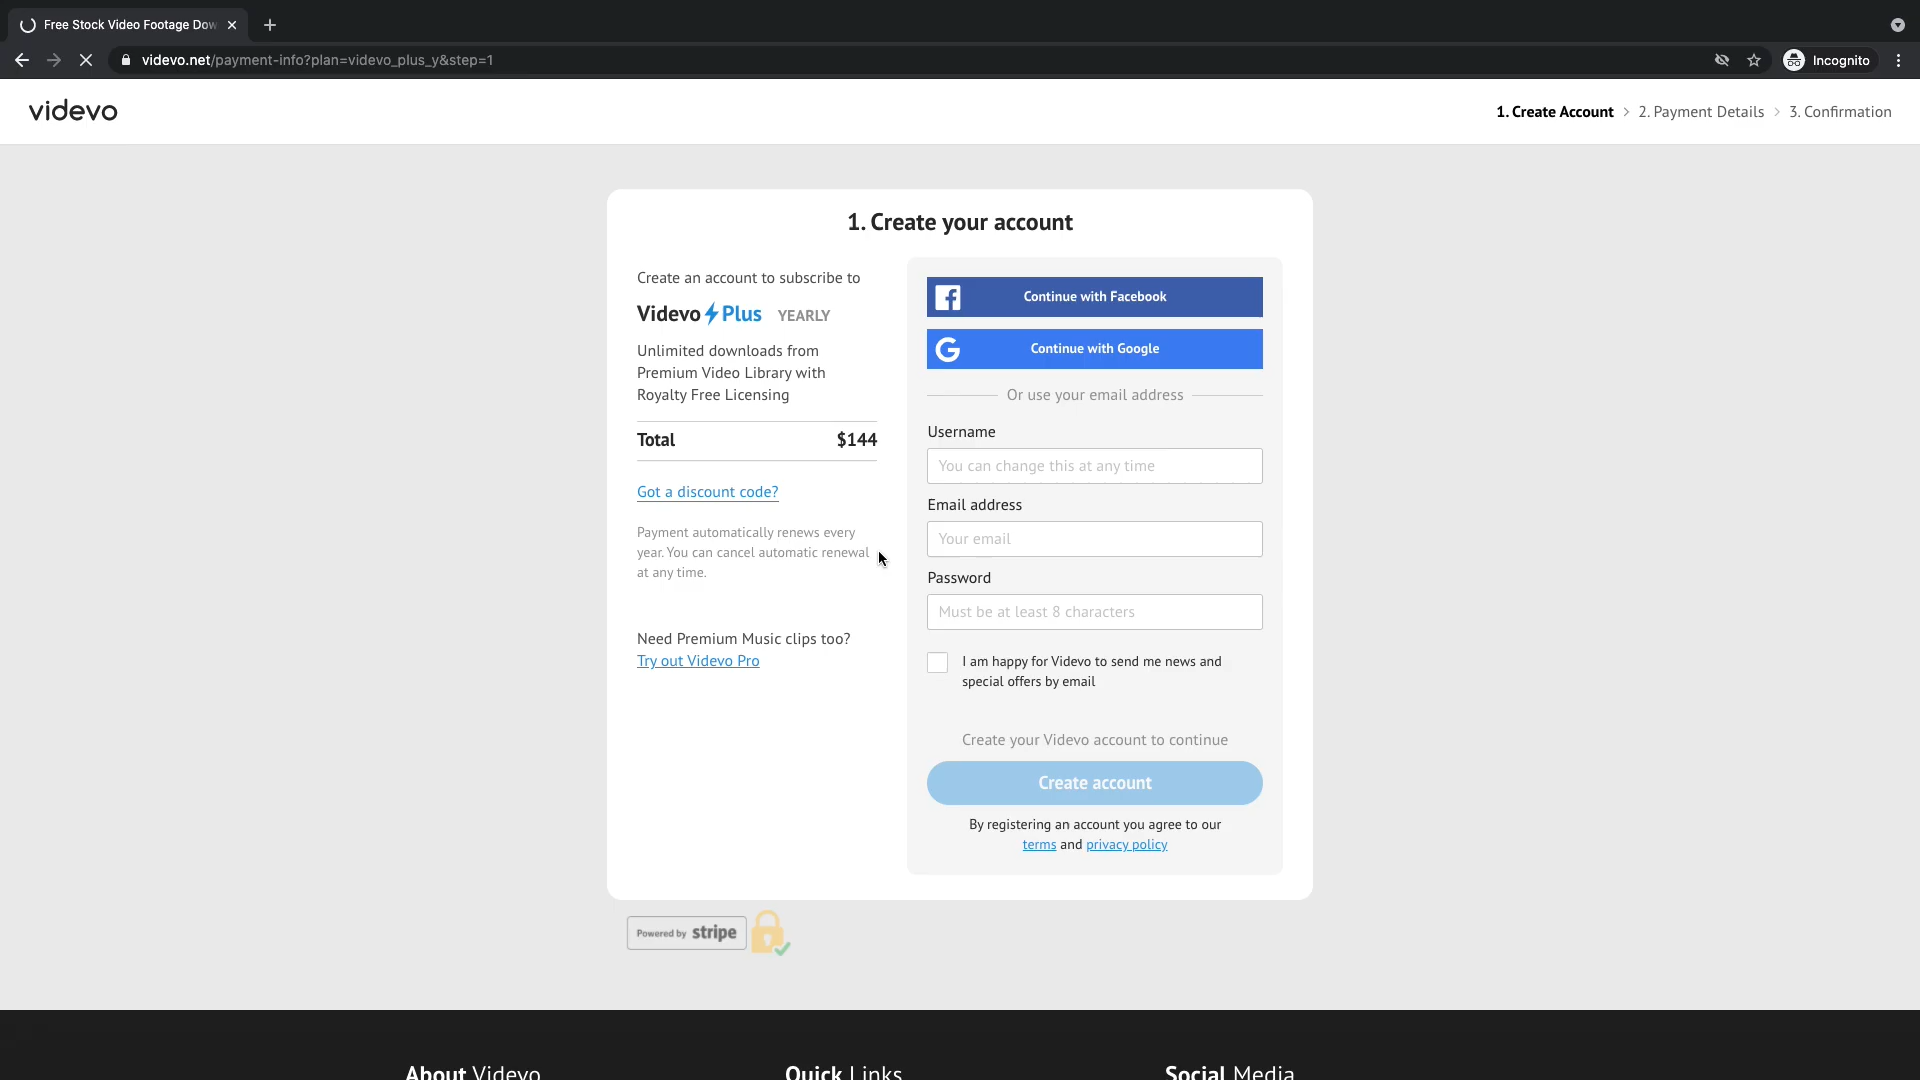 Free Stock Video Footage Dow
videvo.net/payment-info?plan=videvo_plus_y&step=1
Incognito
videvo
1. Create Account > 2. Payment Details > 3. Confirmation
1. Create your account
Create an account to subscribe to
Videvo Plus YEARLY
Unlimited downloads from
Premium Video Library with
Royalty Free Licensing
Total $144
Got a discount code?
Payment automatically renews every
year. You can cancel automatic renewal
at any time.
Need Premium Music clips too?
Try out Videvo Pro
Continue with Facebook
Continue with Google
Or use your email address
Username
You can change this at any time
Email address
Your email
Password
Must be at least 8 characters
I am happy for Videvo to send me news and
special offers by email
Create your Videvo account to continue
Create account
By registering an account you agree to our
terms and privacy policy
Powered by stripe
About Videvo
Quick Links
Social Media